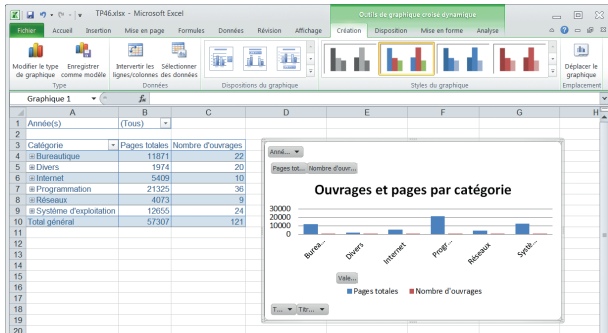 TP46.xlsx - Microsoft Excel
Outils de graphique croisé dynamique
Fichier Accueil Insertion Mise en page Formules Données Révision Affichage Création Disposition Mise en forme Analyse
Modifier le type de graphique
Enregistrer comme modèle
Intervertir les lignes/colonnes
Sélectionner des données
Déplacer le graphique
Type Données Dispositions du graphique Styles du graphique Emplacement
Graphique 1 fx
A B C D E F G H
1 Année(s) (Tous)
2
3 Catégorie Pages totales Nombre d'ouvrages
4 Bureautique 11871 22
5 Divers 1974 20
6 Internet 5409 10
7 Programmation 21325 36
8 Réseaux 4073 9
9 Système d'exploitation 12655 24
10 Total général 57307 121
11
12
13
14
15
16
17
18
19
20
Anné...
Pages tot... Nombre d'ouvr...
Ouvrages et pages par catégorie
30000
20000
10000
0
Burea... Divers Internet Progr... Réseaux Systè...
Vale...
Pages totales Nombre d'ouvrages
T... Titr...